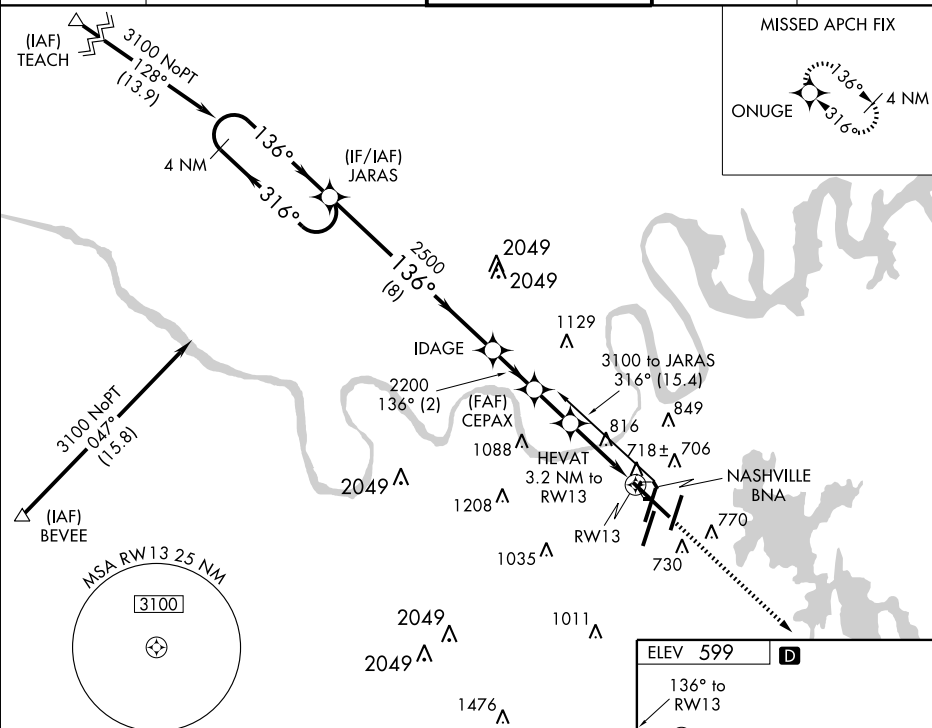 MISSED APCH FIX
136°
4 NM
ONUGE
316°
(IAF)
TEACH
3100 NoPT
128°
(13.9)
4 NM
136°
316°
(IF/IAF)
JARAS
2500
136°
(8)
2049
2049
1129
IDAGE
3100 to JARAS
316° (15.4)
2200
136° (2)
(FAF)
CEPAX
849
816
1088
718±
706
HEVAT
3.2 NM to
RW13
NASHVILLE
BNA
3100 NoPT
047°
(15.8)
2049
1208
RW13
770
(IAF)
BEVEE
1035
730
MSA RW13 25 NM
3100
2049
1011
2049
ELEV 599
D
136° to
RW13
1476